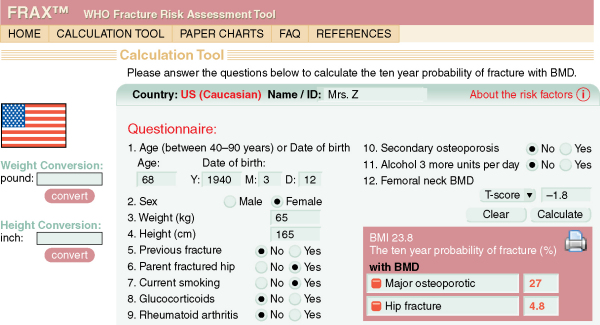 FRAX™ WHO Fracture Risk Assessment Tool
HOME CALCULATION TOOL PAPER CHARTS FAQ REFERENCES
Calculation Tool
Please answer the questions below to calculate the ten year probability of fracture with BMD.
Country: US (Caucasian) Name / ID: Mrs. Z About the risk factors i
Weight Conversion:
pound:
convert
Height Conversion:
inch:
convert
Questionnaire:
1. Age (between 40–90 years) or Date of birth
Age: Date of birth:
68 Y: 1940 M: 3 D: 12
2. Sex Male Female
3. Weight (kg) 65
4. Height (cm) 165
5. Previous fracture No Yes
6. Parent fractured hip No Yes
7. Current smoking No Yes
8. Glucocorticoids No Yes
9. Rheumatoid arthritis No Yes
10. Secondary osteoporosis No Yes
11. Alcohol 3 more units per day No Yes
12. Femoral neck BMD
T-score –1.8
Clear Calculate
BMI 23.8
The ten year probability of fracture (%)
with BMD
Major osteoporotic 27
Hip fracture 4.8